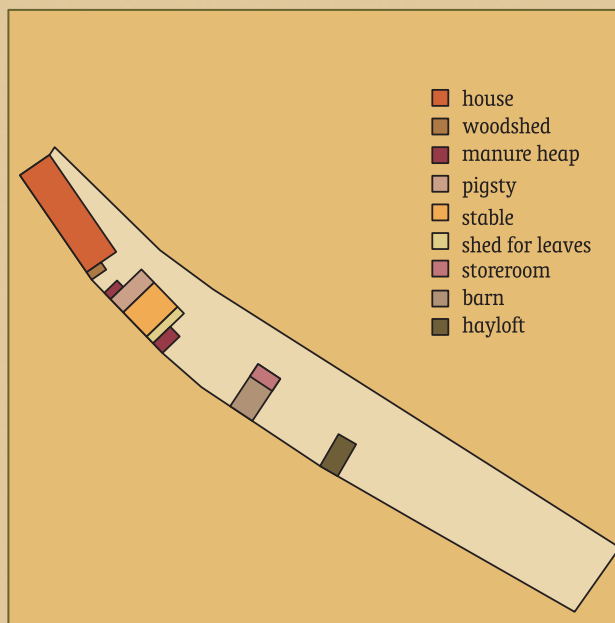 house
woodshed
manure heap
pigsty
stable
shed for leaves
storeroom
barn
hayloft